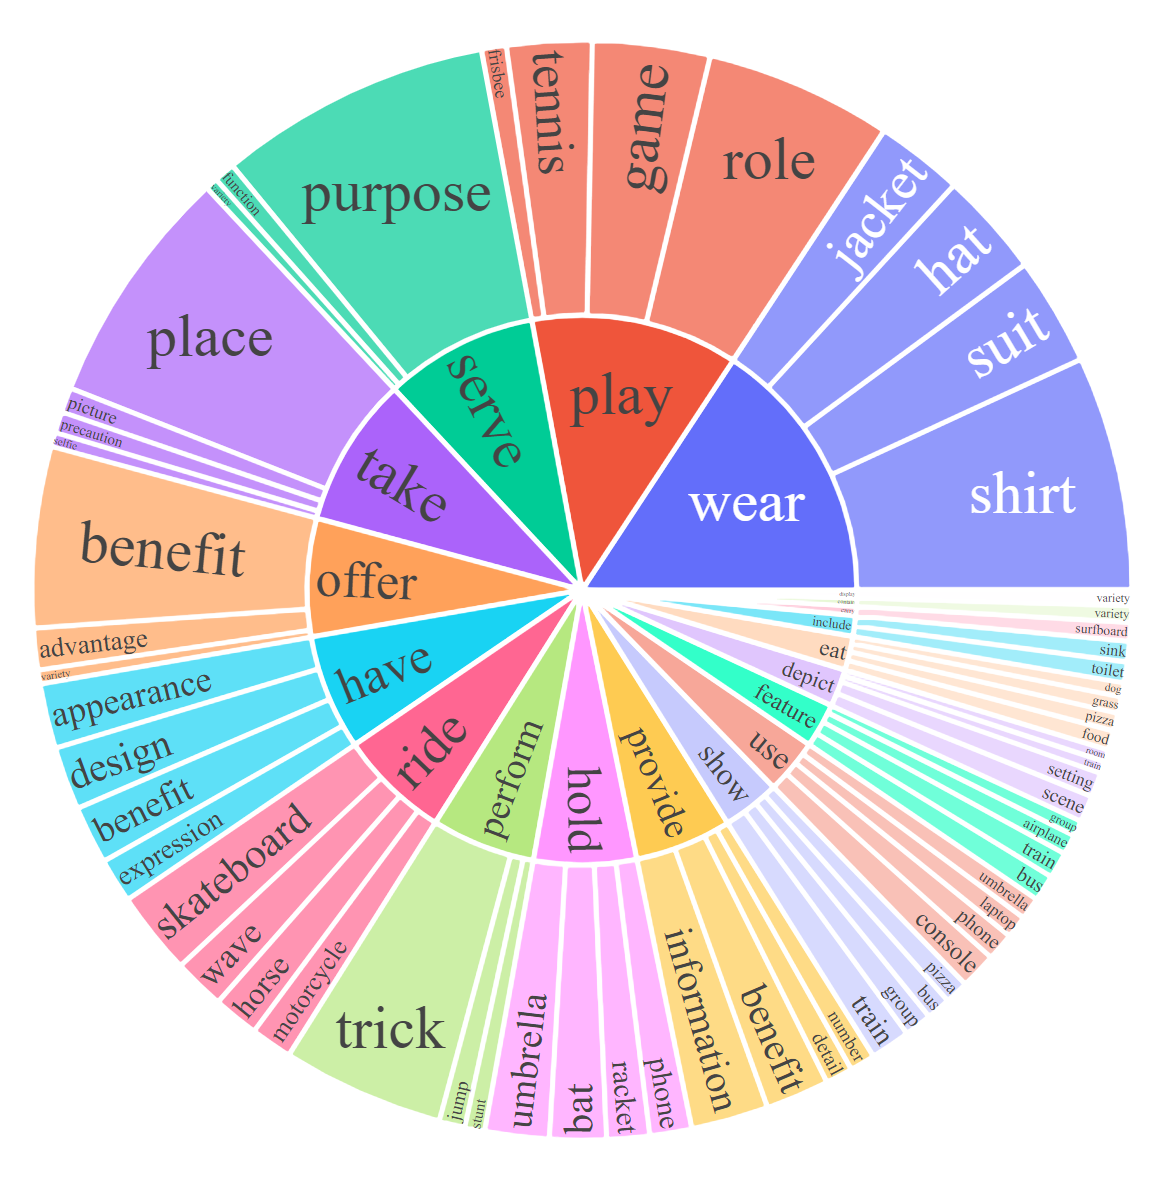 wear
jacket
hat
suit
shirt
play
frisbee
tennis
game
role
serve
purpose
function
variety
take
place
picture
precaution
selfie
offer
benefit
advantage
variety
have
appearance
design
benefit
expression
ride
skateboard
wave
horse
motorcycle
perform
trick
jump
stunt
hold
umbrella
bat
racket
phone
provide
information
benefit
detail
number
show
train
group
bus
pizza
use
console
phone
laptop
umbrella
feature
bus
train
airplane
group
depict
scene
setting
train
room
eat
food
pizza
grass
dog
include
toilet
sink
surfboard
variety
display
variety